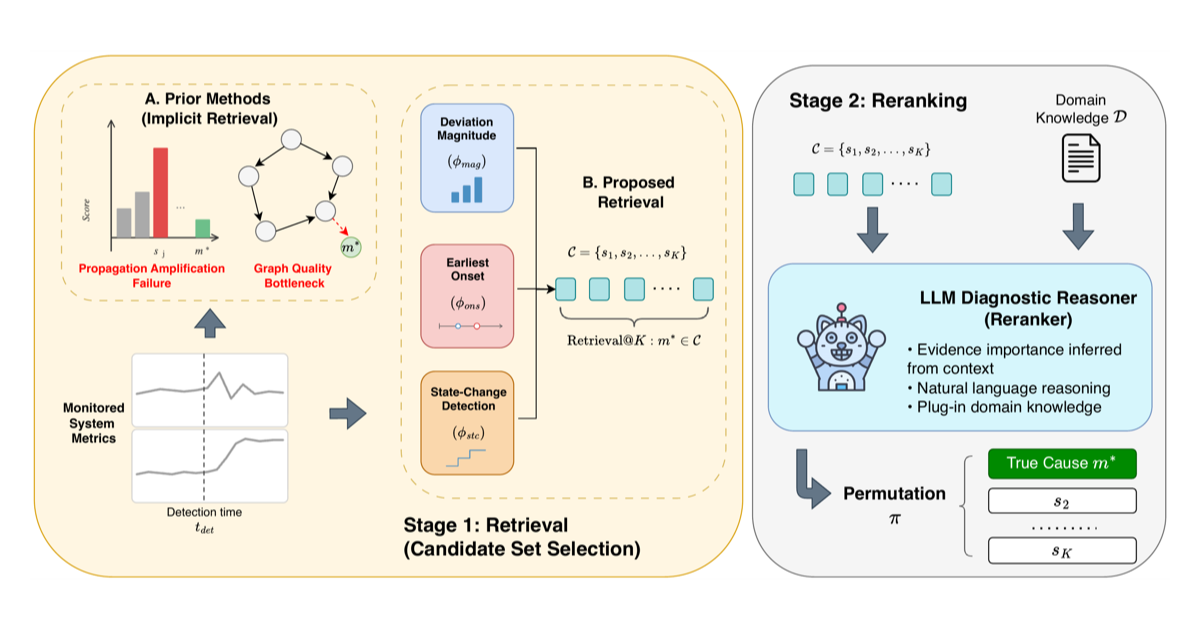 A. Prior Methods
(Implicit Retrieval)
Score
...
s j
m*
Propagation Amplification
Failure
m*
Graph Quality
Bottleneck
Monitored
System
Metrics
Detection time
t_det
Deviation
Magnitude
(ϕ_mag)
Earliest
Onset
(ϕ_ons)
State-Change
Detection
(ϕ_stc)
B. Proposed
Retrieval
𝒞 = {s₁, s₂, . . . , s_K}
. . . .
Retrieval@K : m* ∈ 𝒞
Stage 1: Retrieval
(Candidate Set Selection)
Stage 2: Reranking
Domain
Knowledge 𝒟
𝒞 = {s₁, s₂, . . . , s_K}
. . . .
LLM Diagnostic Reasoner
(Reranker)
• Evidence importance inferred
from context
• Natural language reasoning
• Plug-in domain knowledge
Permutation
π
True Cause m*
s₂
. . . . . . . . .
s_K